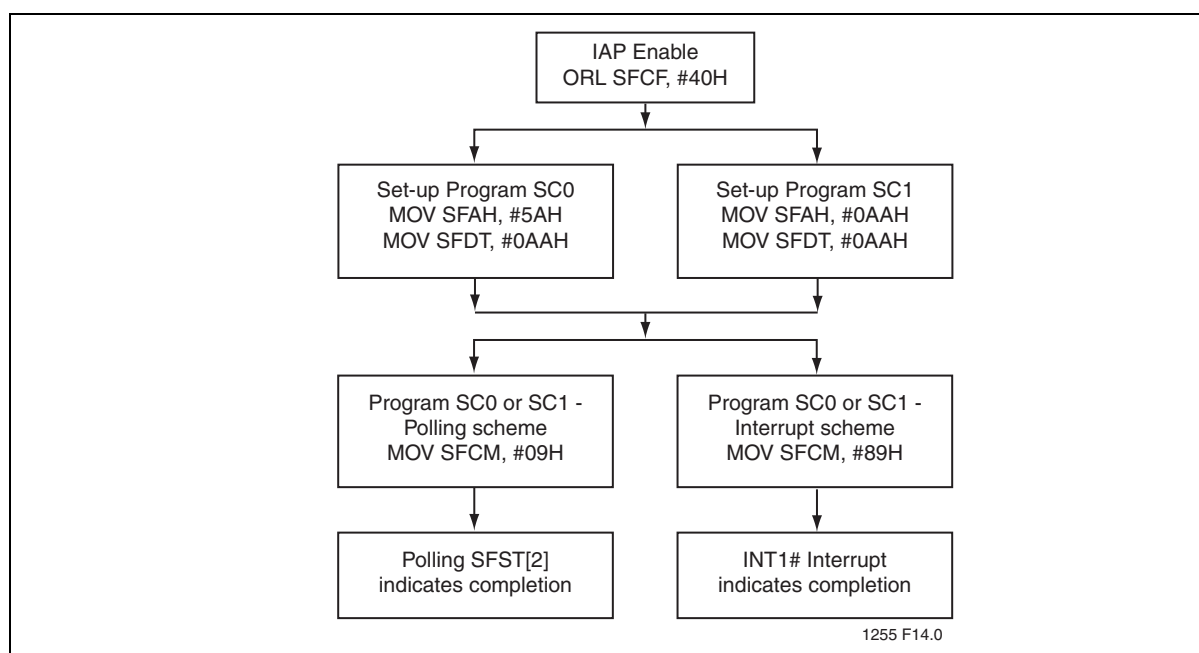 IAP Enable
ORL SFCF, #40H
Set-up Program SC0
MOV SFAH, #5AH
MOV SFDT, #0AAH
Set-up Program SC1
MOV SFAH, #0AAH
MOV SFDT, #0AAH
Program SC0 or SC1 -
Polling scheme
MOV SFCM, #09H
Program SC0 or SC1 -
Interrupt scheme
MOV SFCM, #89H
Polling SFST[2]
indicates completion
INT1# Interrupt
indicates completion
1255 F14.0